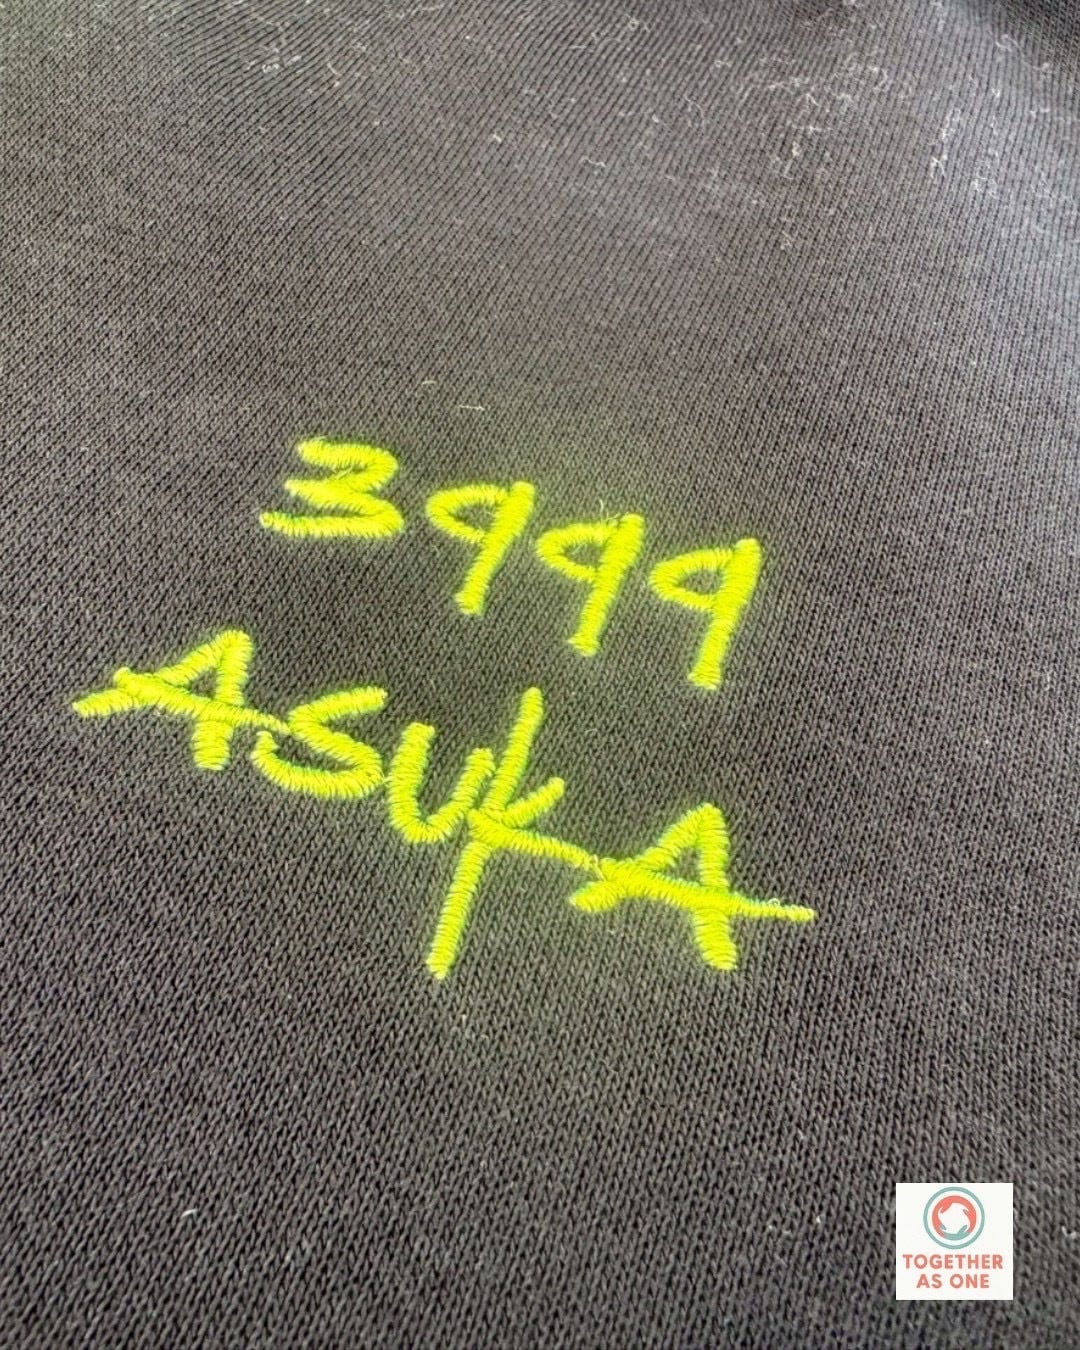 3999
ASUKA
TOGETHER
AS ONE